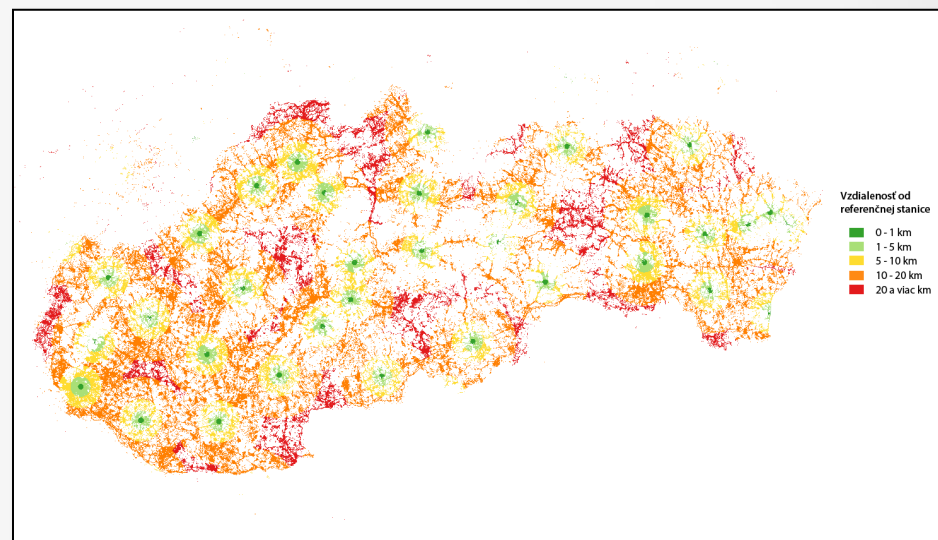 Vzdialenosť od
referenčnej stanice
0 - 1 km
1 - 5 km
5 - 10 km
10 - 20 km
20 a viac km